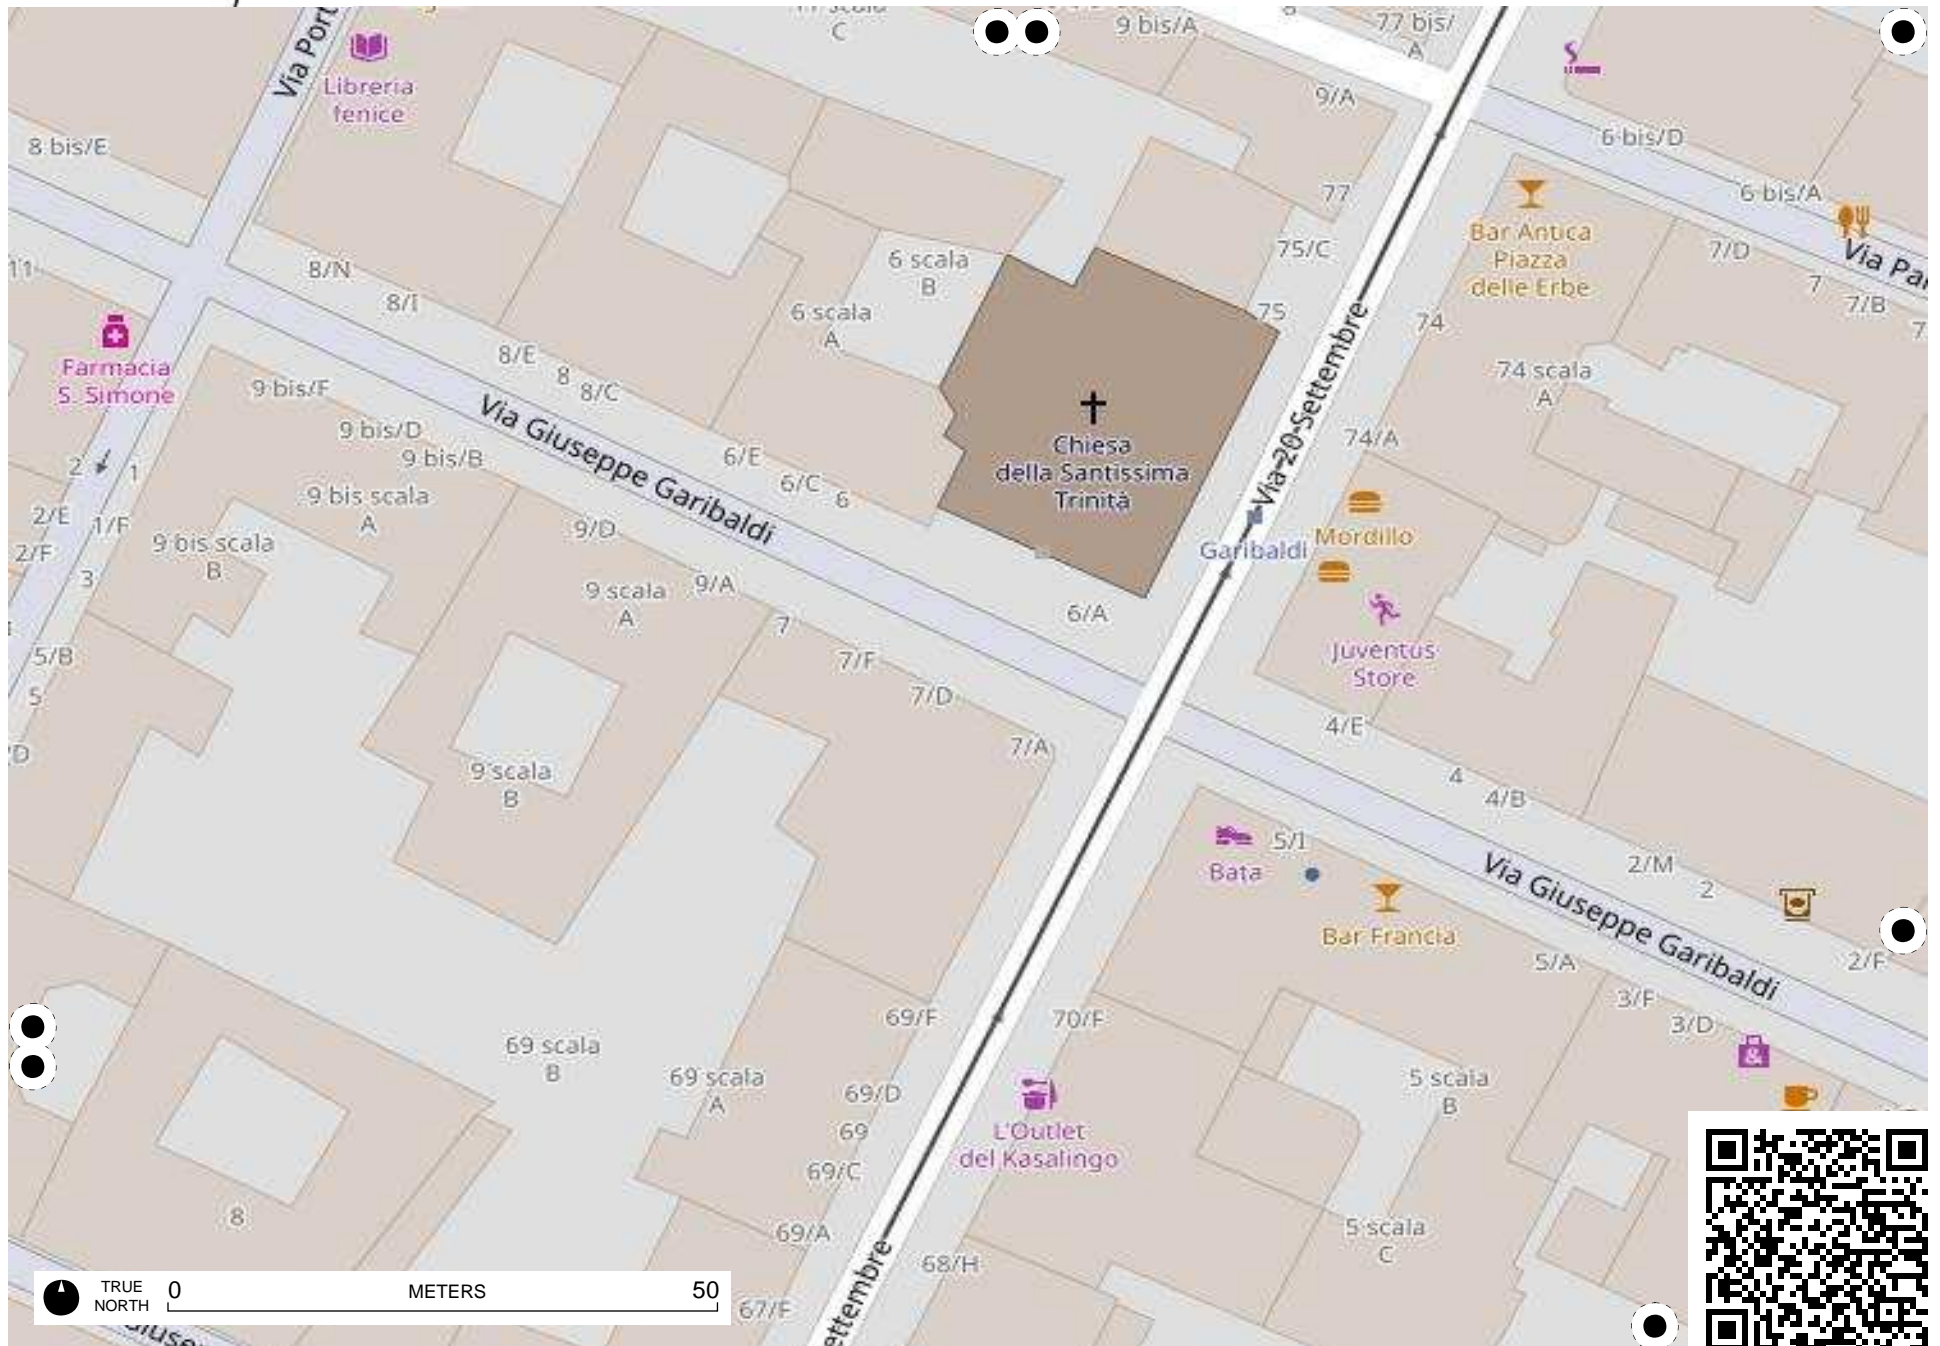 Via Port
Libreria
fenice
C
9 bis/A
77 bis/
A
9/A
6 bis/D
6 bis/A
8 bis/E
77
75/C
Bar Antica
Piazza
delle Erbe
7/D
Via Par
7
7/B
11
8/N
8/I
6 scala
B
6 scala
A
75
74
8/E
8
8/C
Farmacia
S. Simone
9 bis/F
74 scala
A
Via 20 Settembre
Via Giuseppe Garibaldi
9 bis/D
9 bis/B
6/E
6/C
6
Chiesa
della Santissima
Trinità
74/A
2
1
2/E
1/F
2/F
3
9 bis scala
A
9 bis scala
B
9/D
Garibaldi
Mordillo
9 scala
A
9/A
7
6/A
Juventus
Store
5/B
5
7/F
7/D
7/A
4/E
9 scala
B
4
4/B
Bata
5/I
Bar Francia
2/M
2
Via Giuseppe Garibaldi
5/A
2/F
3/F
3/D
69/F
70/F
69 scala
B
69 scala
A
69/D
69
69/C
L'Outlet
del Kasalingo
5 scala
B
8
69/A
68/H
5 scala
C
67/F
ettembre
TRUE
NORTH
0 METERS 50